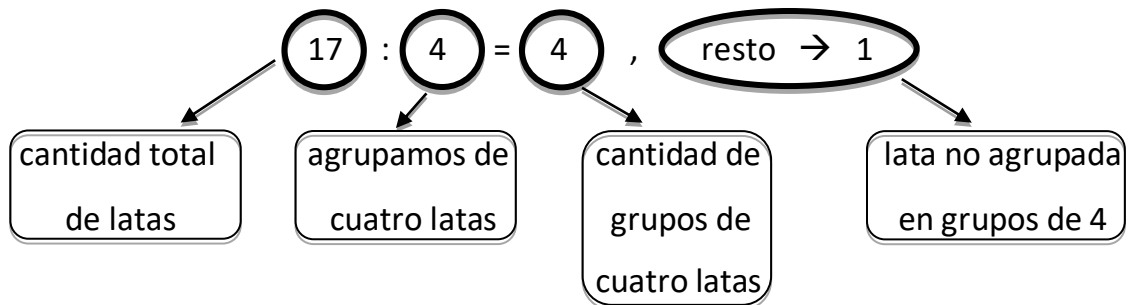 17 : 4 = 4 , resto → 1
cantidad total
de latas
agrupamos de
cuatro latas
cantidad de
grupos de
cuatro latas
lata no agrupada
en grupos de 4